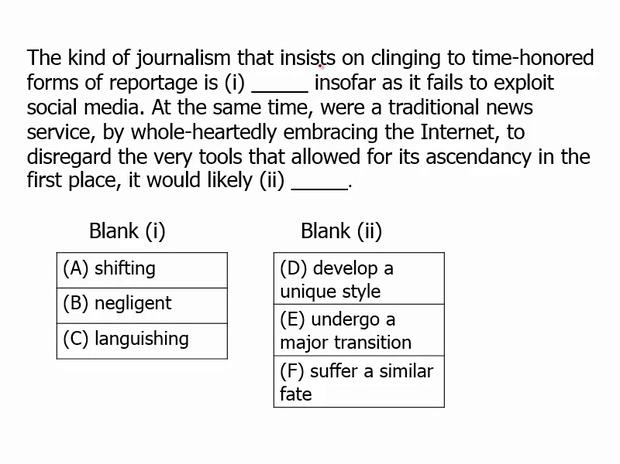 The kind of journalism that insists on clinging to time-honored
forms of reportage is (i) _____ insofar as it fails to exploit
social media. At the same time, were a traditional news
service, by whole-heartedly embracing the Internet, to
disregard the very tools that allowed for its ascendancy in the
first place, it would likely (ii) _____.
Blank (i)
(A) shifting
(B) negligent
(C) languishing
Blank (ii)
(D) develop a
unique style
(E) undergo a
major transition
(F) suffer a similar
fate